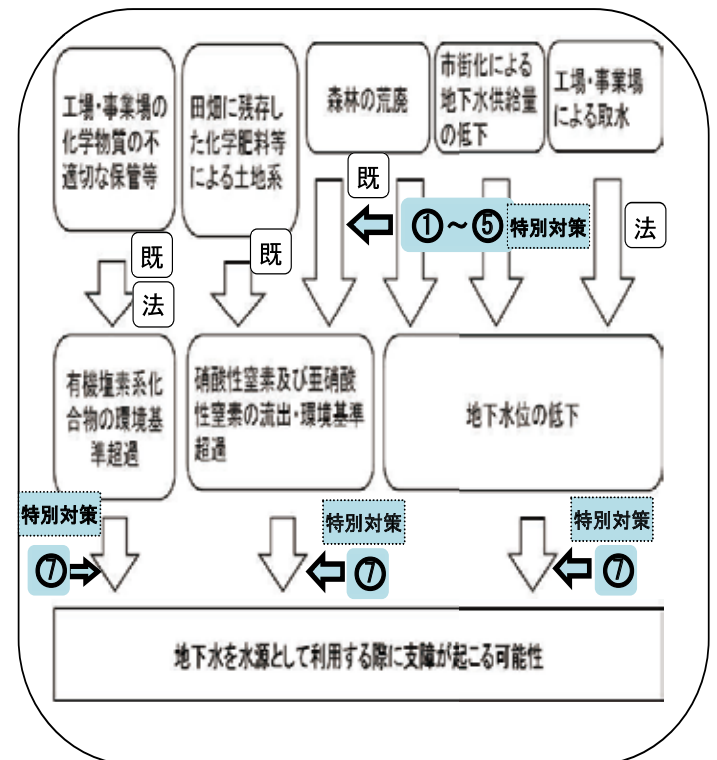 工場・事業場の
化学物質の不
適切な保管等
田畑に残存し
た化学肥料等
による土地系
森林の荒廃
市街化による
地下水供給量
の低下
工場・事業場
による取水
既
①～⑤
特別対策
法
既
法
既
有機塩素系化
合物の環境基
準超過
硝酸性窒素及び亜硝酸
性窒素の流出・環境基準
超過
地下水位の低下
特別対策
⑦
特別対策
⑦
特別対策
⑦
地下水を水源として利用する際に支障が起こる可能性